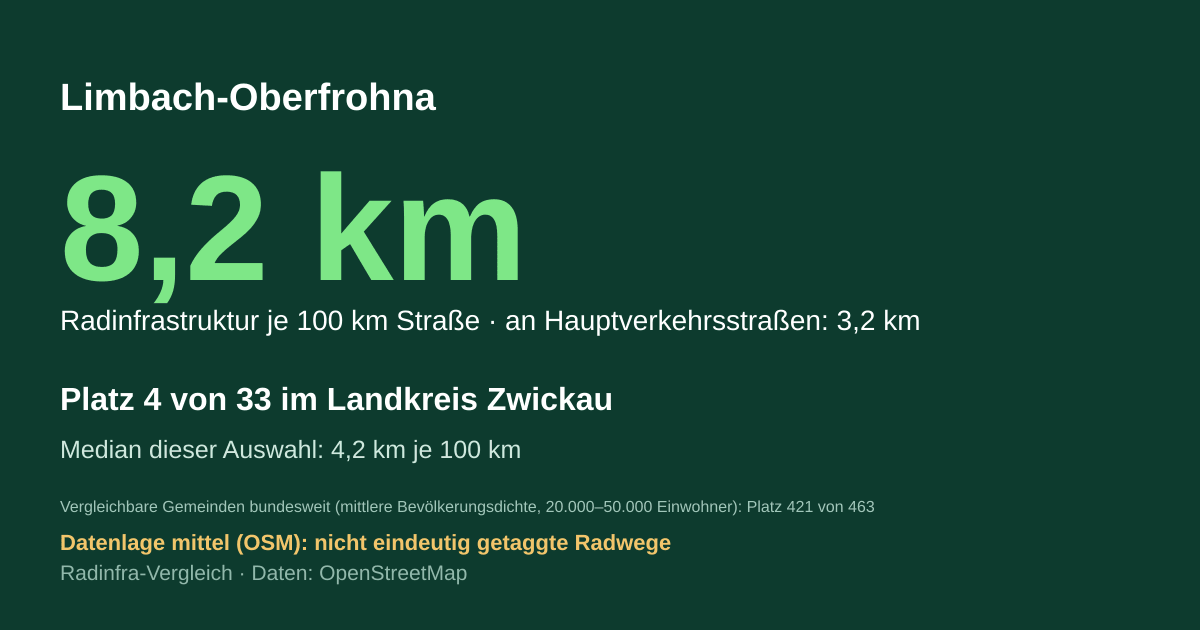 Limbach-Oberfrohna
8,2 km
Radinfrastruktur je 100 km Straße · an Hauptverkehrsstraßen: 3,2 km
Platz 4 von 33 im Landkreis Zwickau
Median dieser Auswahl: 4,2 km je 100 km
Vergleichbare Gemeinden bundesweit (mittlere Bevölkerungsdichte, 20.000–50.000 Einwohner): Platz 421 von 463
Datenlage mittel (OSM): nicht eindeutig getaggte Radwege
Radinfra-Vergleich · Daten: OpenStreetMap